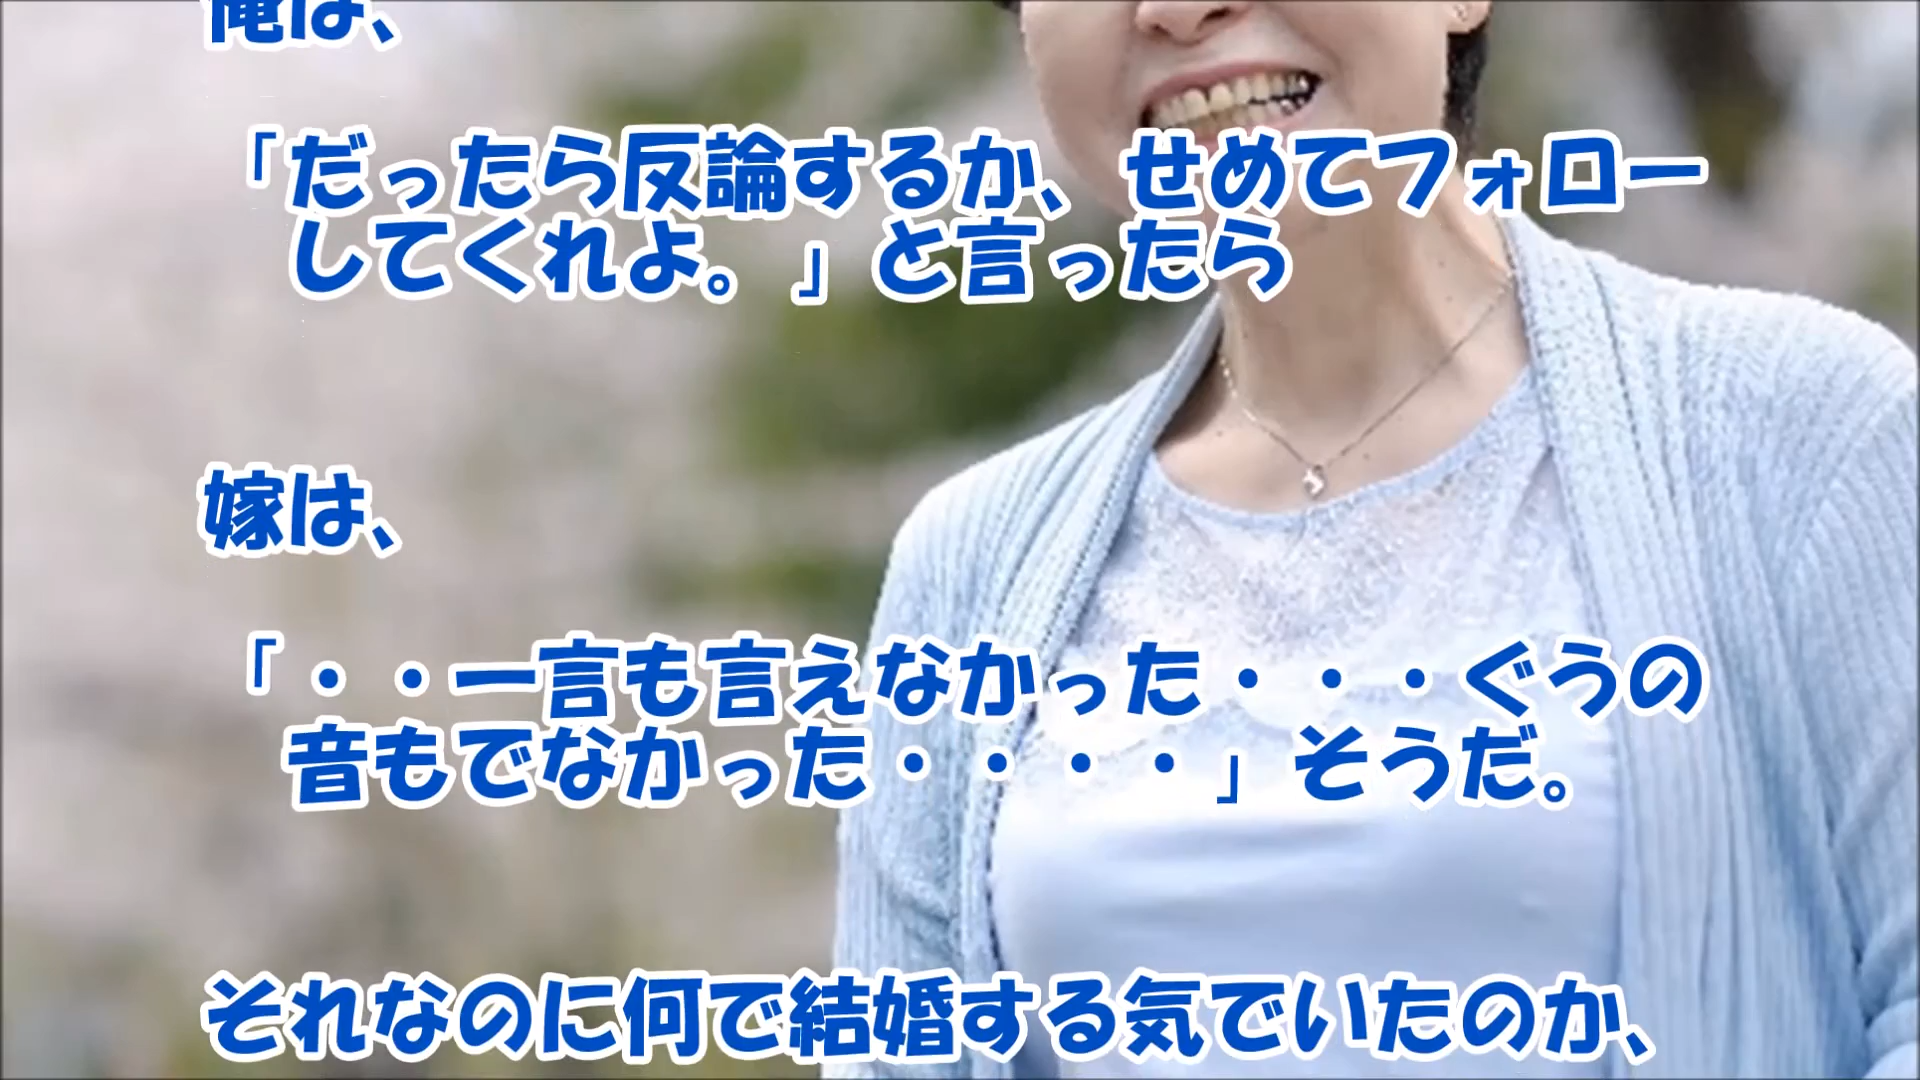 俺は、
「だったら反論するか、せめてフォロー
してくれよ。」と言ったら
嫁は、
「・・一言も言えなかった・・・ぐうの
音もでなかった・・・・」そうだ。
それなのに何で結婚する気でいたのか、